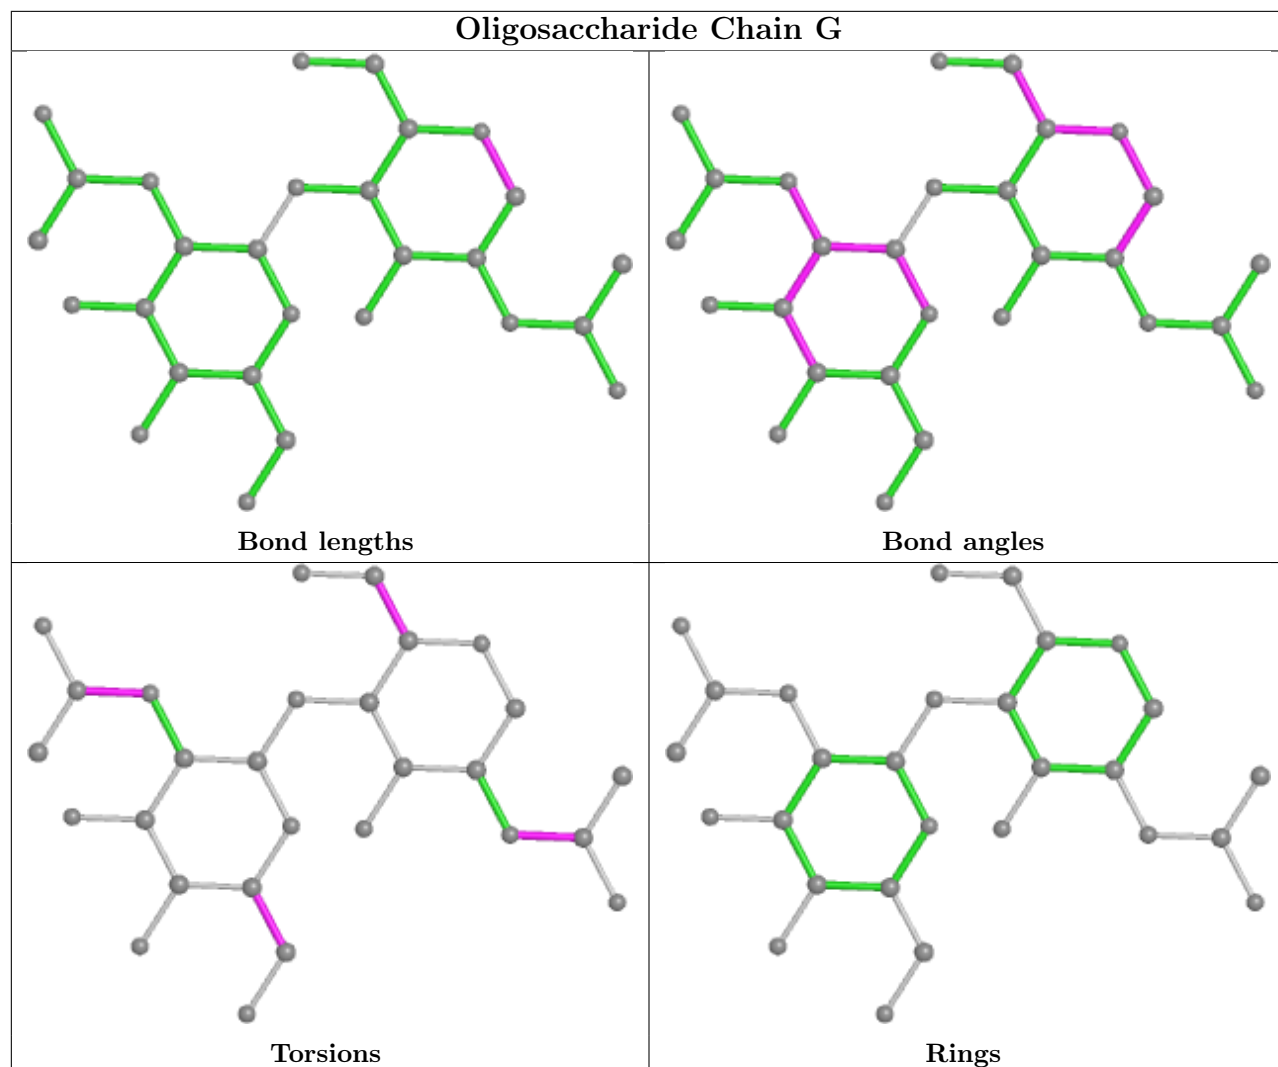 Oligosaccharide Chain G
Bond lengths
Bond angles
Torsions
Rings